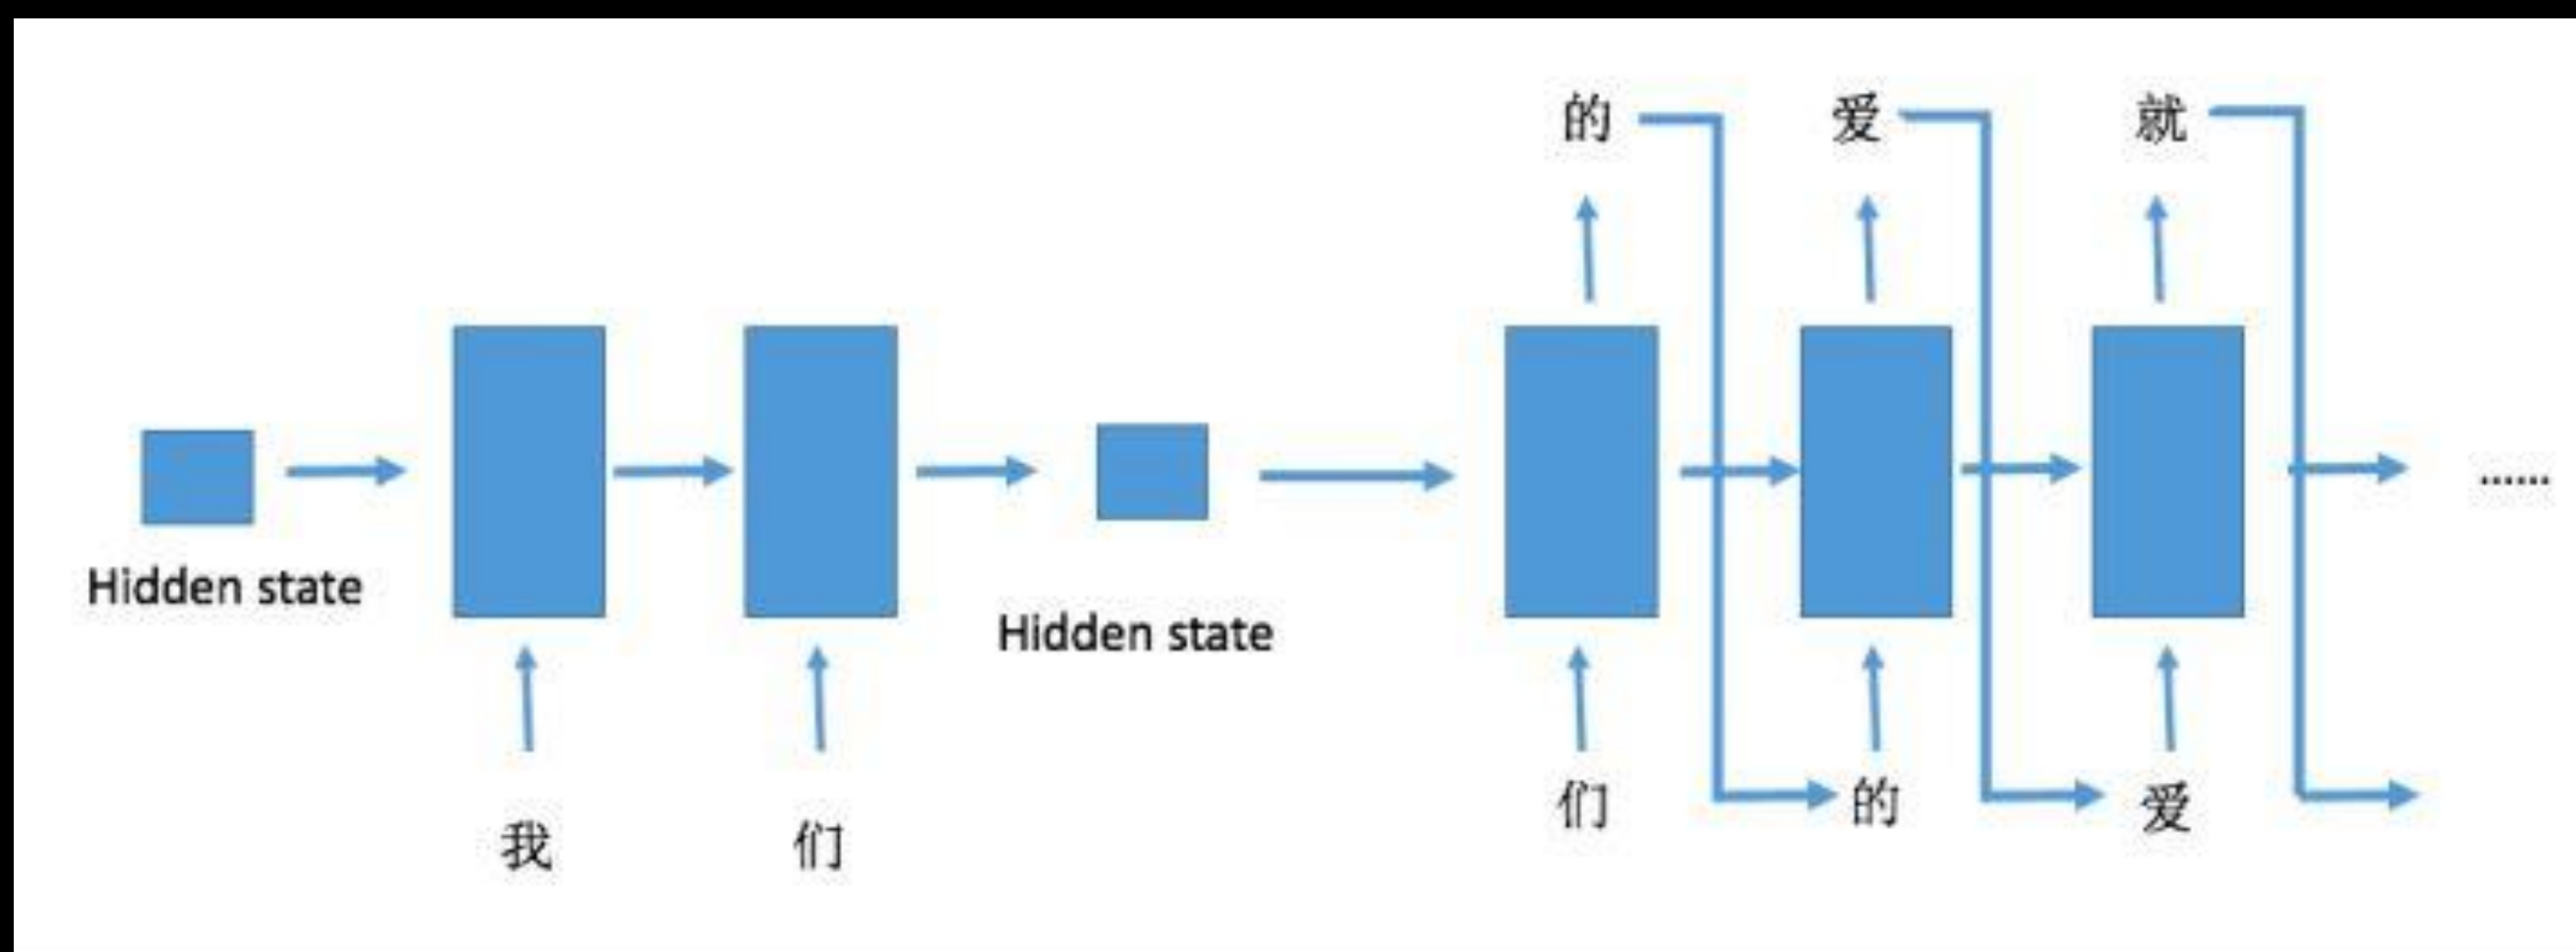 的 爱 就
Hidden state
Hidden state
......
们 的 爱
我 们